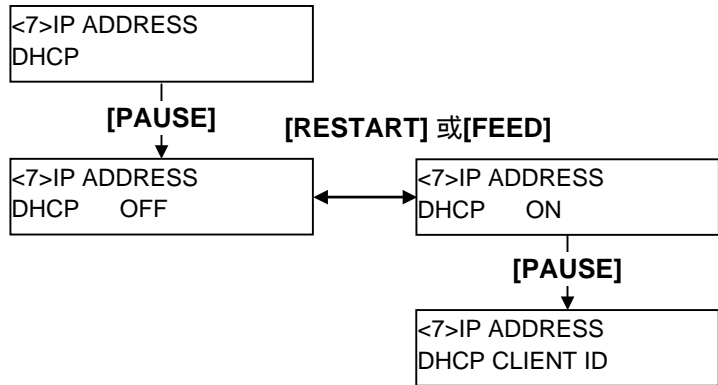 <7>IP ADDRESS
DHCP
[PAUSE]
[RESTART] 或[FEED]
<7>IP ADDRESS
DHCP OFF
<7>IP ADDRESS
DHCP ON
[PAUSE]
<7>IP ADDRESS
DHCP CLIENT ID